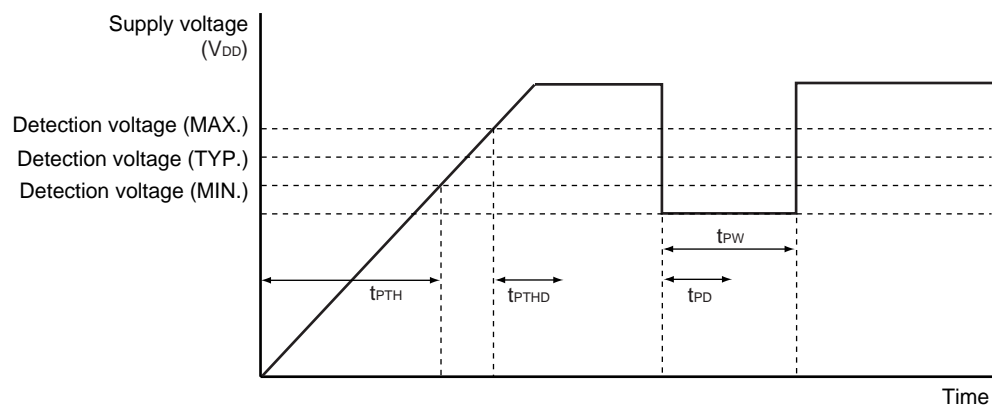 Supply voltage
(VDD)
Detection voltage (MAX.)
Detection voltage (TYP.)
Detection voltage (MIN.)
tPW
tPTH
tPTHD
tPD
Time